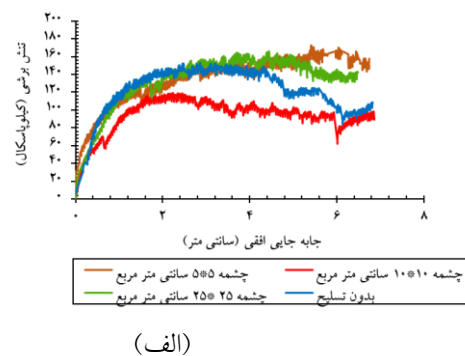 تنش برشی (کیلوپاسکال)
۲۰۰
۱۸۰
۱۶۰
۱۴۰
۱۲۰
۱۰۰
۸۰
۶۰
۴۰
۲۰
۰
۰ ۲ ۴ ۶ ۸
جابه جایی افقی (سانتی متر)
چشمه ۱۰*۱۰ سانتی متر مربع چشمه ۵*۵ سانتی متر مربع
بدون تسلیح چشمه ۲۵*۲۵ سانتی متر مربع
(الف)